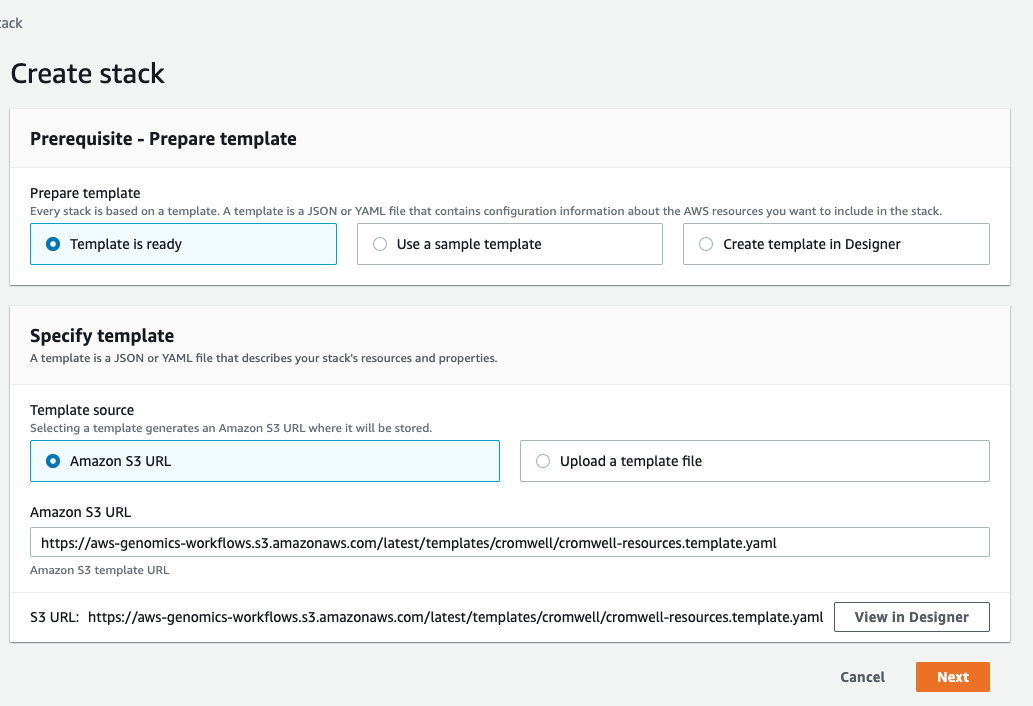 tack
Create stack
Prerequisite - Prepare template
Prepare template
Every stack is based on a template. A template is a JSON or YAML file that contains configuration information about the AWS resources you want to include in the stack.
Template is ready
Use a sample template
Create template in Designer
Specify template
A template is a JSON or YAML file that describes your stack's resources and properties.
Template source
Selecting a template generates an Amazon S3 URL where it will be stored.
Amazon S3 URL
Upload a template file
Amazon S3 URL
https://aws-genomics-workflows.s3.amazonaws.com/latest/templates/cromwell/cromwell-resources.template.yaml
Amazon S3 template URL
S3 URL: https://aws-genomics-workflows.s3.amazonaws.com/latest/templates/cromwell/cromwell-resources.template.yaml
View in Designer
Cancel
Next